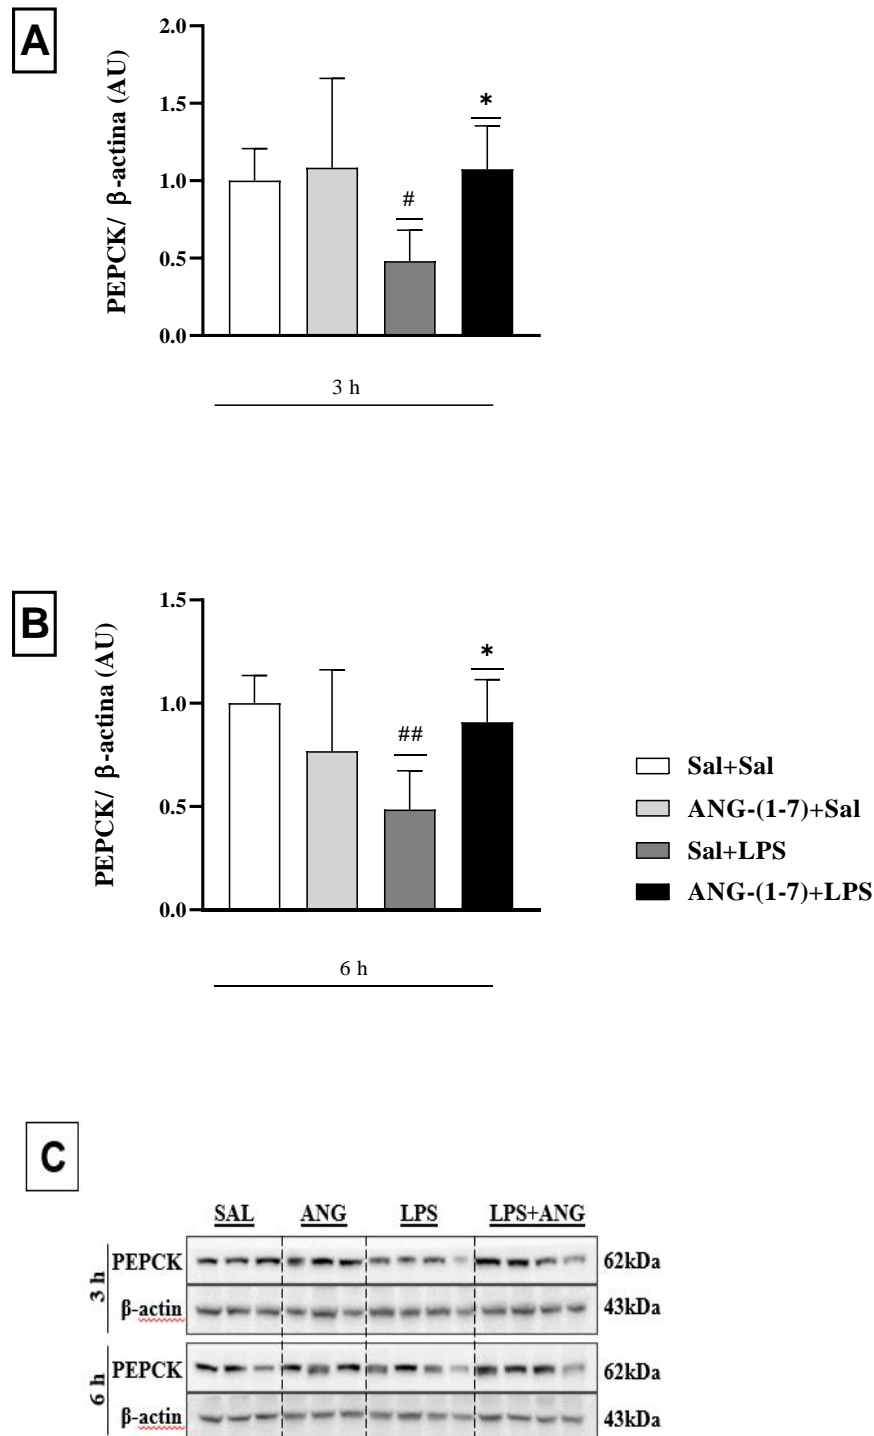 A
PEPCK/ β-actina (AU)
2.0
1.5
1.0
0.5
0.0
#
*
3 h
B
PEPCK/ β-actina (AU)
1.5
1.0
0.5
0.0
##
*
6 h
Sal+Sal
ANG-(1-7)+Sal
Sal+LPS
ANG-(1-7)+LPS
C
SAL ANG LPS LPS+ANG
3 h
PEPCK 62kDa
β-actin 43kDa
6 h
PEPCK 62kDa
β-actin 43kDa